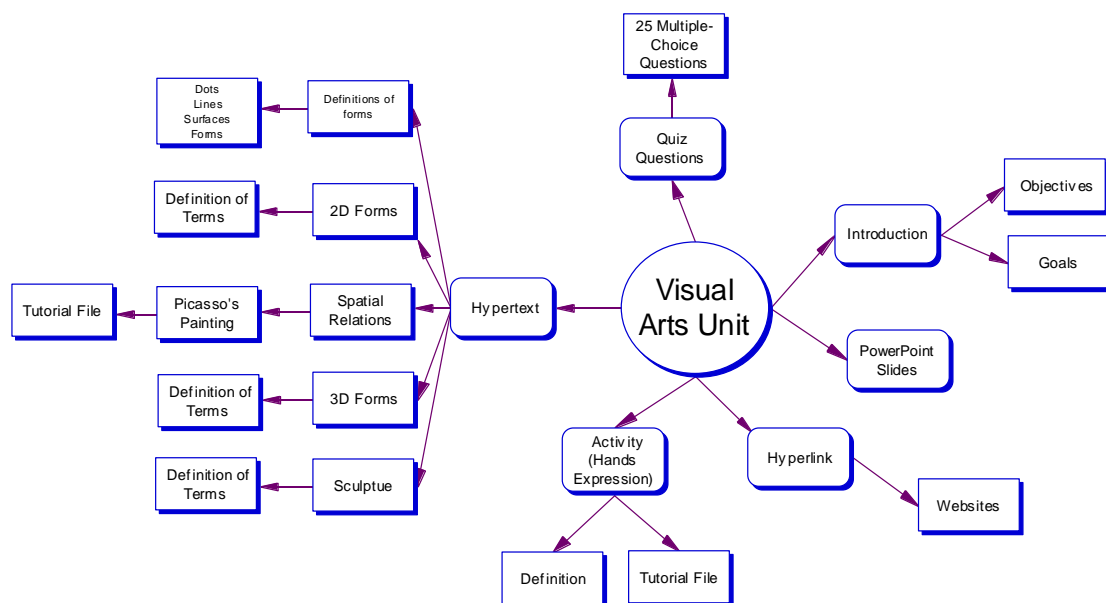 25 Multiple-
Choice
Questions
Dots
Lines
Surfaces
Forms
Definitions of
forms
Quiz
Questions
Definition of
Terms
2D Forms
Objectives
Introduction
Goals
Tutorial File
Picasso's
Painting
Spatial
Relations
Hypertext
Visual
Arts Unit
PowerPoint
Slides
Definition of
Terms
3D Forms
Activity
(Hands
Expression)
Hyperlink
Definition of
Terms
Sculptue
Websites
Definition
Tutorial File